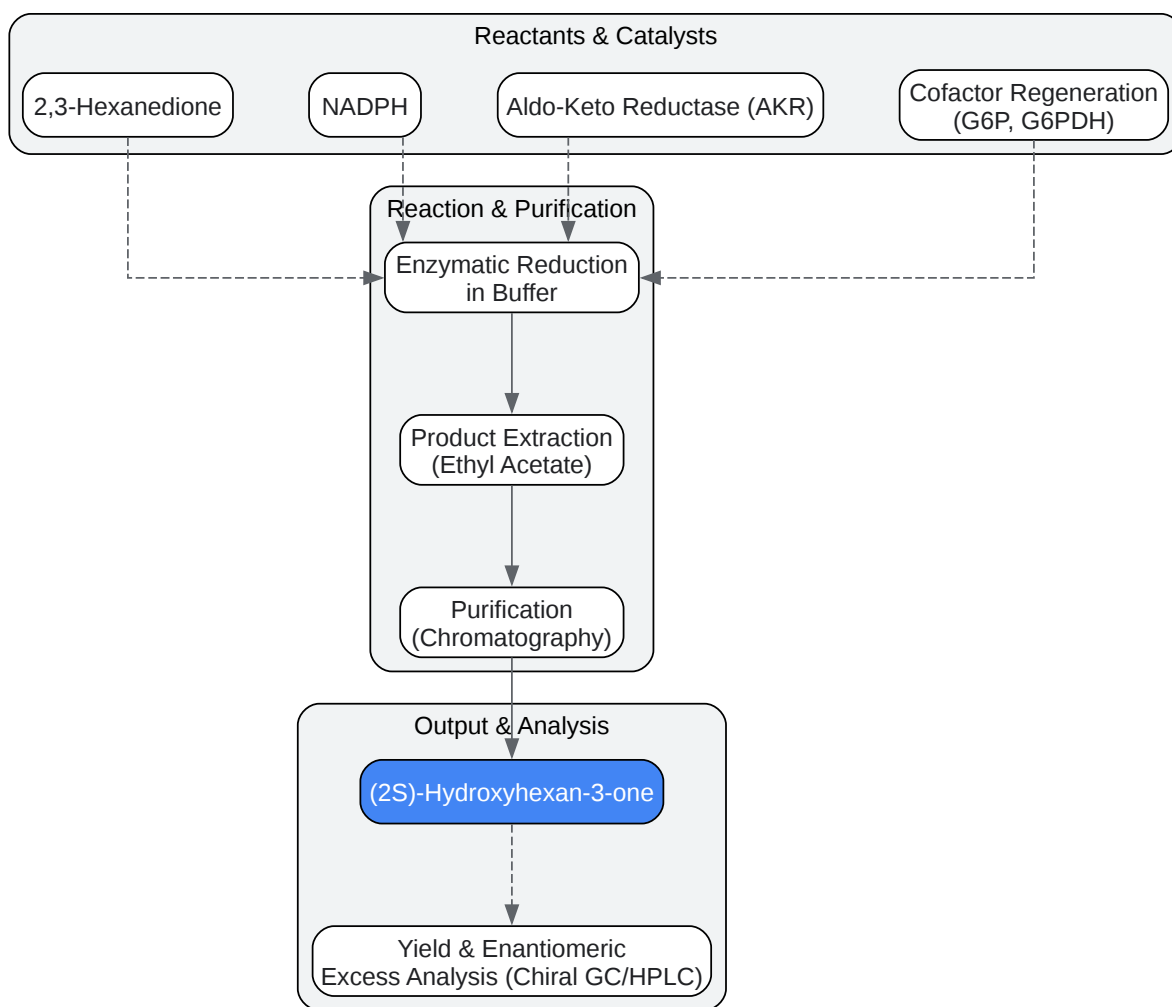 Reactants & Catalysts
2,3-Hexanedione
NADPH
Aldo-Keto Reductase (AKR)
Cofactor Regeneration
(G6P, G6PDH)
Reaction & Purification
Enzymatic Reduction
in Buffer
Product Extraction
(Ethyl Acetate)
Purification
(Chromatography)
Output & Analysis
(2S)-Hydroxyhexan-3-one
Yield & Enantiomeric
Excess Analysis (Chiral GC/HPLC)